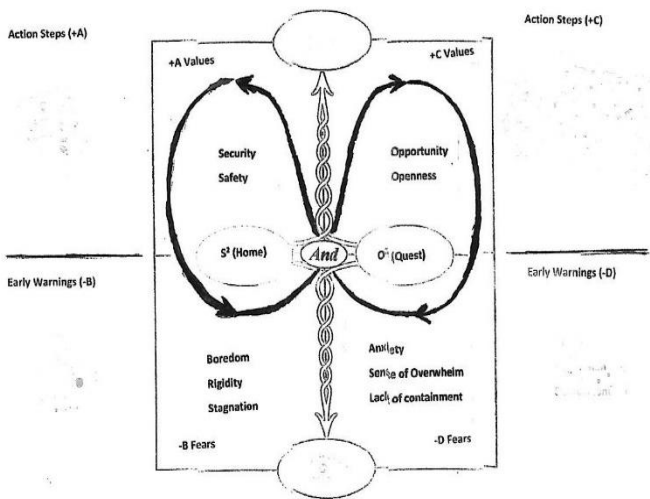 Action Steps (+A)
Action Steps (+C)
+A Values
+C Values
Security
Safety
Opportunity
Openness
S² (Home)
And
O² (Quest)
Early Warnings (-B)
Early Warnings (-D)
Boredom
Rigidity
Stagnation
Anxiety
Sense of Overwhelm
Lack of containment
-B Fears
-D Fears